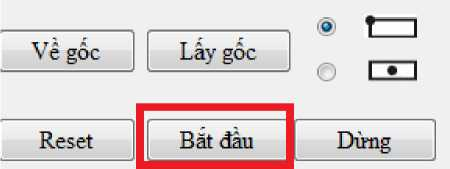 Về gốc Lấy gốc
Reset Bắt đầu Dừng